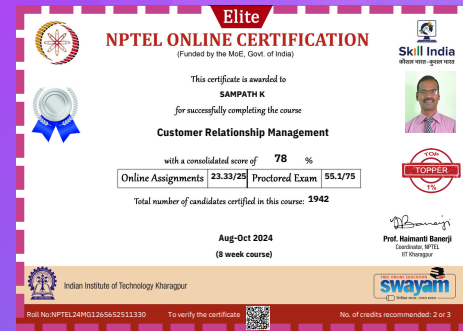 Elite
NPTEL ONLINE CERTIFICATION
(Funded by the MoE, Govt. of India)
Skill India
कौशल भारत - कुशल भारत
This certificate is awarded to
SAMPATH K
for successfully completing the course
Customer Relationship Management
with a consolidated score of 78 %
Online Assignments 23.33/25 Proctored Exam 55.1/75
TOPPER
1%
Total number of candidates certified in this course: 1942
Aug-Oct 2024
(8 week course)
Prof. Haimanti Banerji
Coordinator, NPTEL
IIT Kharagpur
Indian Institute of Technology Kharagpur
FREE ONLINE EDUCATION
swayam
Roll No:NPTEL24MG1265652511330
To verify the certificate
No. of credits recommended: 2 or 3